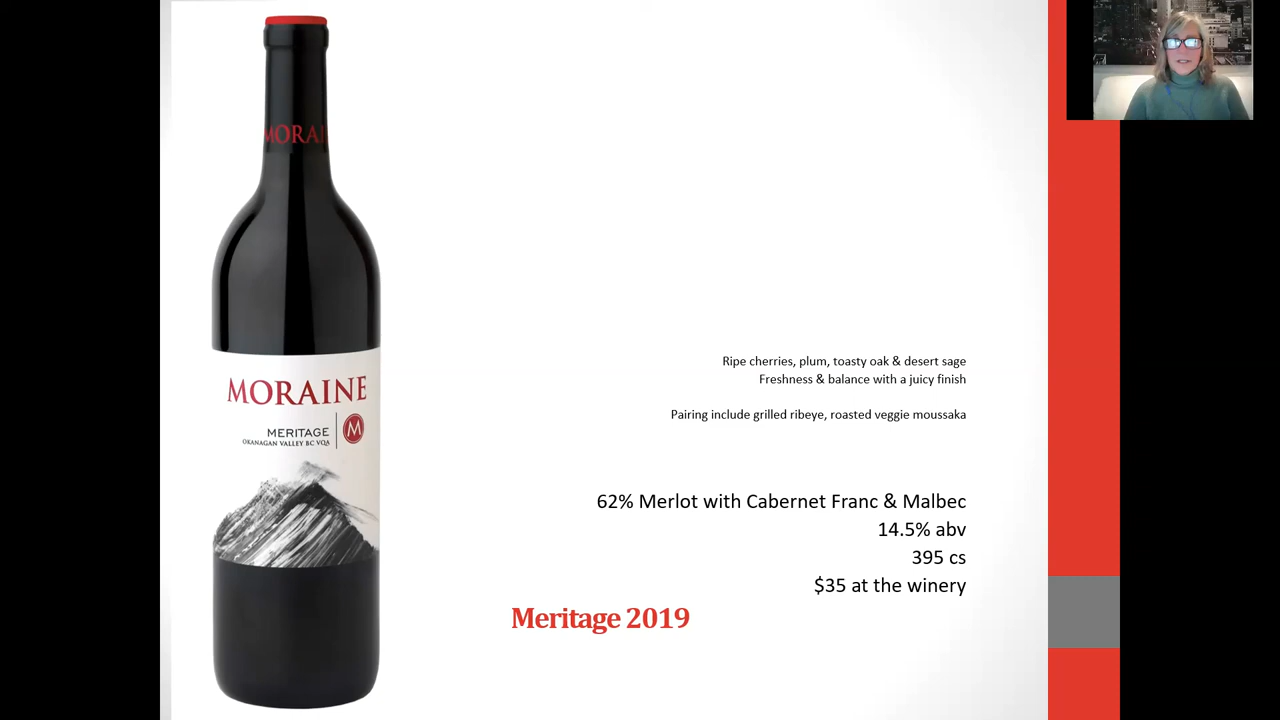 MORAI
MORAINE
MERITAGE
M
OKANAGAN VALLEY BC VQA
Ripe cherries, plum, toasty oak & desert sage
Freshness & balance with a juicy finish
Pairing include grilled ribeye, roasted veggie moussaka
62% Merlot with Cabernet Franc & Malbec
14.5% abv
395 cs
$35 at the winery
Meritage 2019